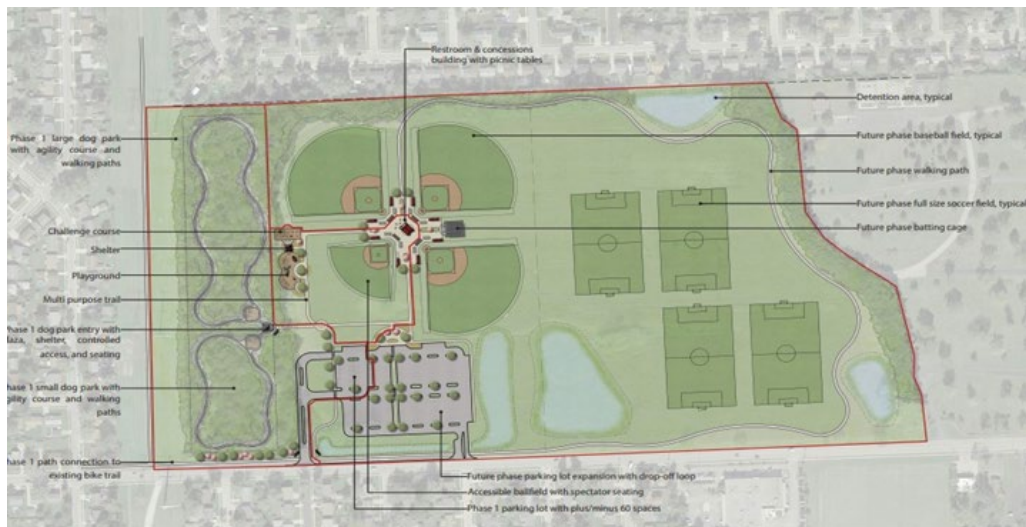 Restroom & concessions
building with picnic tables
Phase 1 large dog park
with agility course and
walking paths
Challenge course
Shelter
Playground
Multi purpose trail
Phase 1 dog park entry with
plaza, shelter, controlled
access, and seating
Phase 1 small dog park with
agility course and walking
paths
Phase 1 path connection to
existing bike trail
Detention area, typical
Future phase baseball field, typical
Future phase walking path
Future phase full size soccer field, typical
Future phase batting cage
Future phase parking lot expansion with drop-off loop
Accessible ballfield with spectator seating
Phase 1 parking lot with plus/minus 60 spaces